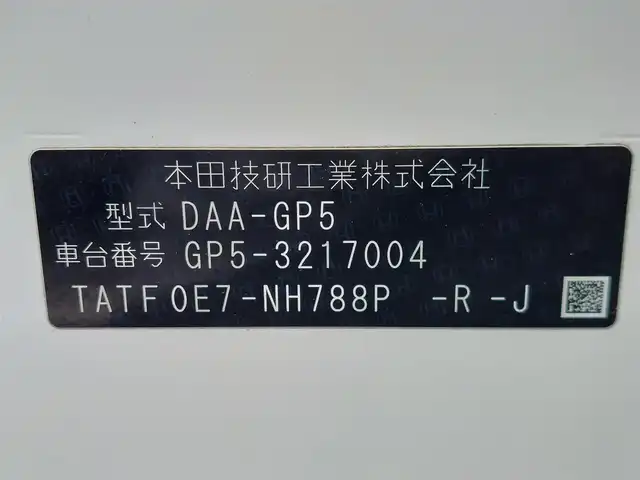 本田技研工業株式会社
型式 DAA-GP5
車台番号 GP5-3217004
TATF0E7-NH788P -R -J